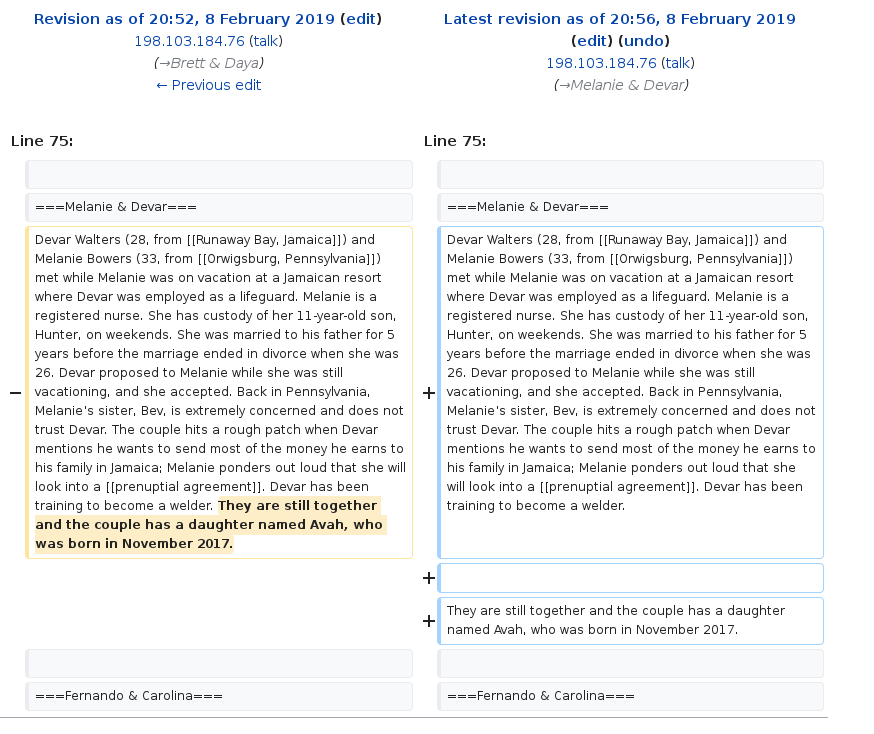 Revision as of 20:52, 8 February 2019 (edit)
198.103.184.76 (talk)
(→Brett & Daya)
← Previous edit
Latest revision as of 20:56, 8 February 2019
(edit) (undo)
198.103.184.76 (talk)
(→Melanie & Devar)
Line 75:
Line 75:
===Melanie & Devar===
===Melanie & Devar===
−
Devar Walters (28, from [[Runaway Bay, Jamaica]]) and
Melanie Bowers (33, from [[Orwigsburg, Pennsylvania]])
met while Melanie was on vacation at a Jamaican resort
where Devar was employed as a lifeguard. Melanie is a
registered nurse. She has custody of her 11-year-old son,
Hunter, on weekends. She was married to his father for 5
years before the marriage ended in divorce when she was
26. Devar proposed to Melanie while she was still
vacationing, and she accepted. Back in Pennsylvania,
Melanie's sister, Bev, is extremely concerned and does not
trust Devar. The couple hits a rough patch when Devar
mentions he wants to send most of the money he earns to
his family in Jamaica; Melanie ponders out loud that she will
look into a [[prenuptial agreement]]. Devar has been
training to become a welder. They are still together
and the couple has a daughter named Avah, who
was born in November 2017.
+
Devar Walters (28, from [[Runaway Bay, Jamaica]]) and
Melanie Bowers (33, from [[Orwigsburg, Pennsylvania]])
met while Melanie was on vacation at a Jamaican resort
where Devar was employed as a lifeguard. Melanie is a
registered nurse. She has custody of her 11-year-old son,
Hunter, on weekends. She was married to his father for 5
years before the marriage ended in divorce when she was
26. Devar proposed to Melanie while she was still
vacationing, and she accepted. Back in Pennsylvania,
Melanie's sister, Bev, is extremely concerned and does not
trust Devar. The couple hits a rough patch when Devar
mentions he wants to send most of the money he earns to
his family in Jamaica; Melanie ponders out loud that she
will look into a [[prenuptial agreement]]. Devar has been
training to become a welder.
+
+
They are still together and the couple has a daughter
named Avah, who was born in November 2017.
===Fernando & Carolina===
===Fernando & Carolina===